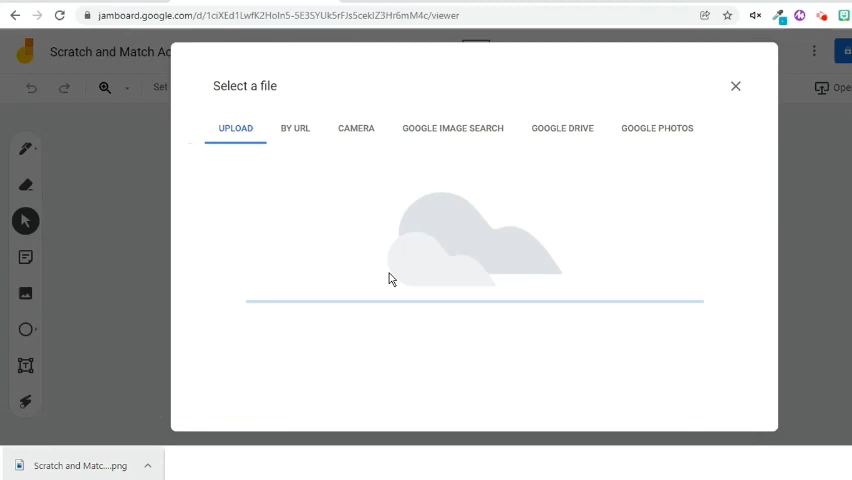 jamboard.google.com/d/1ciXEd1LwfK2Holn5-5E3SYUk5rFJs5cekIZ3Hr6mM4c/viewer
Scratch and Match Ac
Select a file
Set
Ope
UPLOAD
BY URL
CAMERA
GOOGLE IMAGE SEARCH
GOOGLE DRIVE
GOOGLE PHOTOS
Scratch and Matc....png